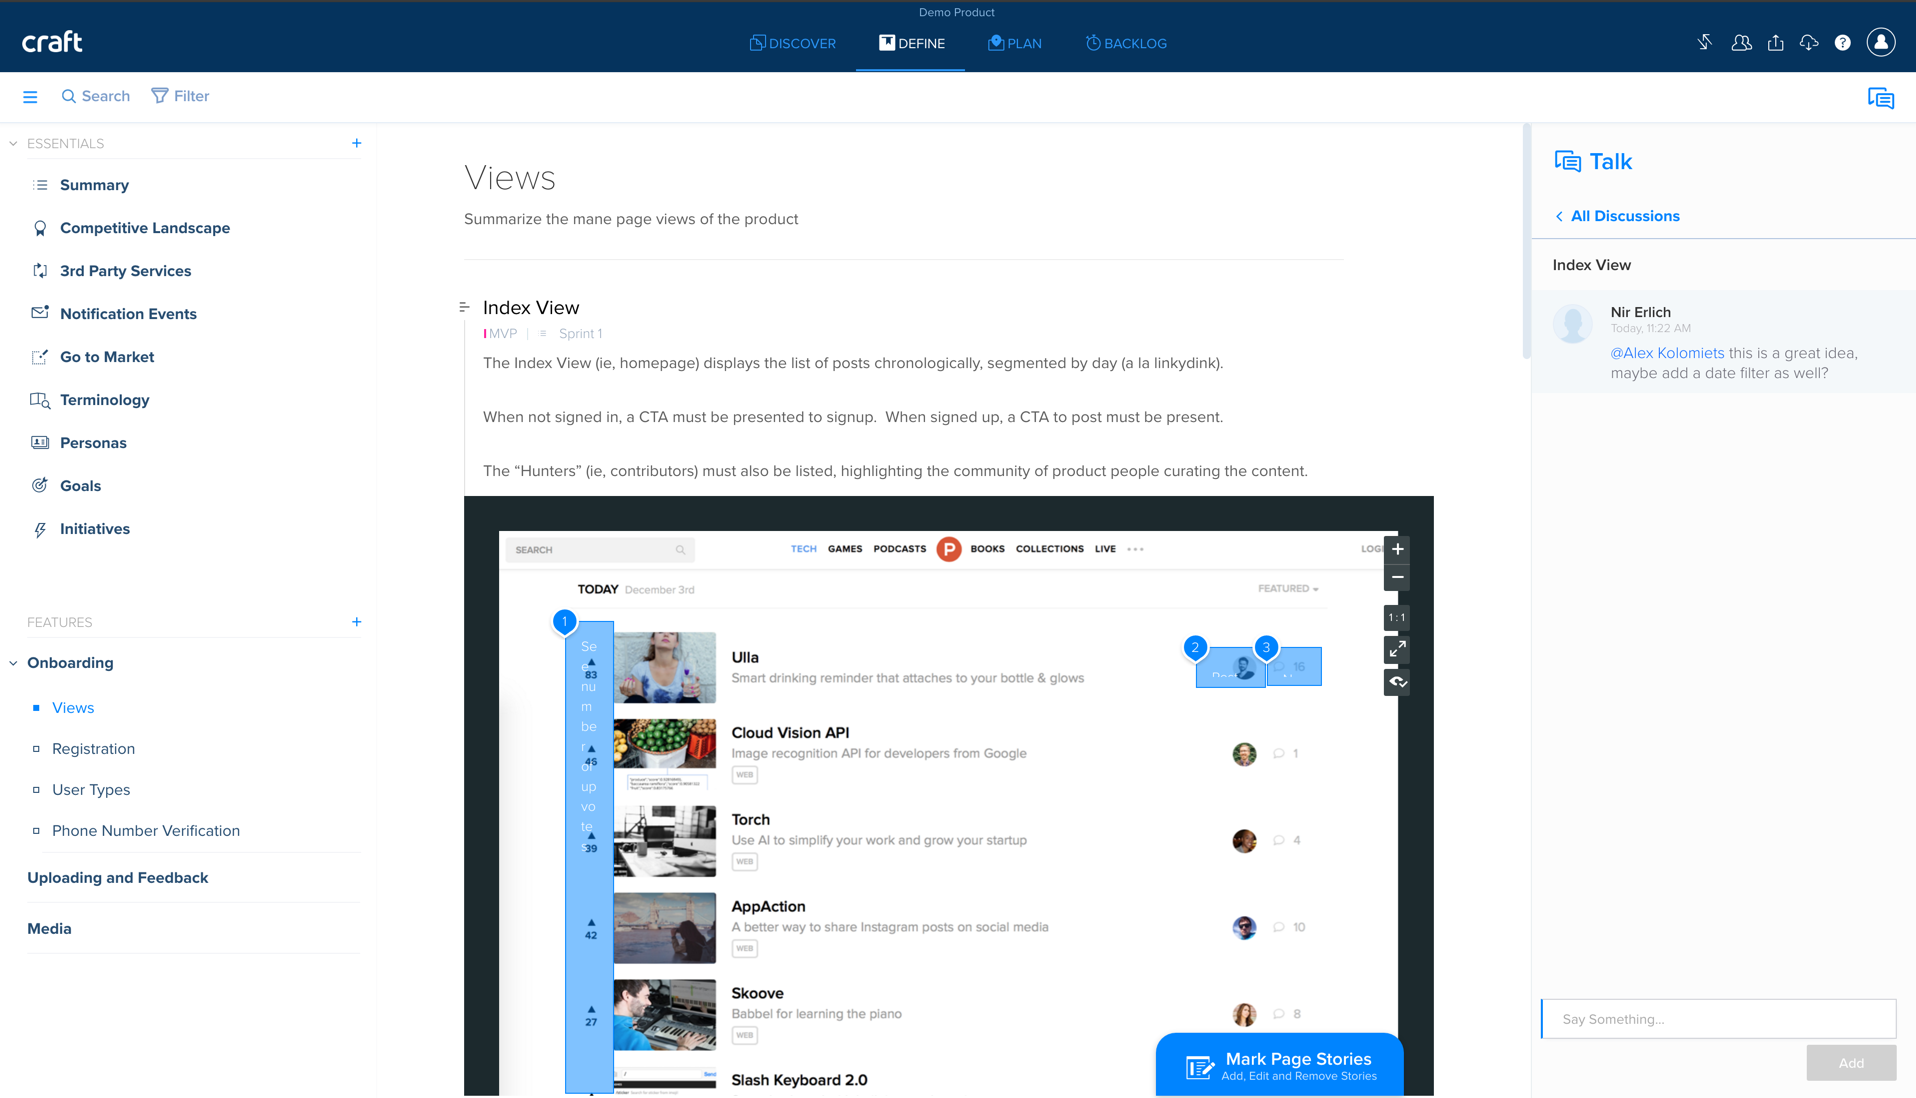 Demo Product
craft
DISCOVER
DEFINE
PLAN
BACKLOG
Search
Filter
ESSENTIALS
Summary
Competitive Landscape
3rd Party Services
Notification Events
Go to Market
Terminology
Personas
Goals
Initiatives
FEATURES
Onboarding
Views
Registration
User Types
Phone Number Verification
Uploading and Feedback
Media
Views
Summarize the mane page views of the product
Index View
MVP
Sprint 1
The Index View (ie, homepage) displays the list of posts chronologically, segmented by day (a la linkydink).
When not signed in, a CTA must be presented to signup.  When signed up, a CTA to post must be present.
The “Hunters” (ie, contributors) must also be listed, highlighting the community of product people curating the content.
SEARCH
TECH
GAMES
PODCASTS
P
BOOKS
COLLECTIONS
LIVE
TODAY December 3rd
FEATURED
1:1
1
Se
e
nu
m
be
r
of
up
vo
te
s
83
45
39
42
27
Ulla
Smart drinking reminder that attaches to your bottle & glows
2
3
16
Cloud Vision API
Image recognition API for developers from Google
WEB
1
Torch
Use AI to simplify your work and grow your startup
WEB
4
AppAction
A better way to share Instagram posts on social media
WEB
10
Skoove
Babbel for learning the piano
WEB
8
Slash Keyboard 2.0
Send
Mark Page Stories
Add, Edit and Remove Stories
Talk
All Discussions
Index View
Nir Erlich
Today, 11:22 AM
@Alex Kolomiets this is a great idea,
maybe add a date filter as well?
Say Something...
Add